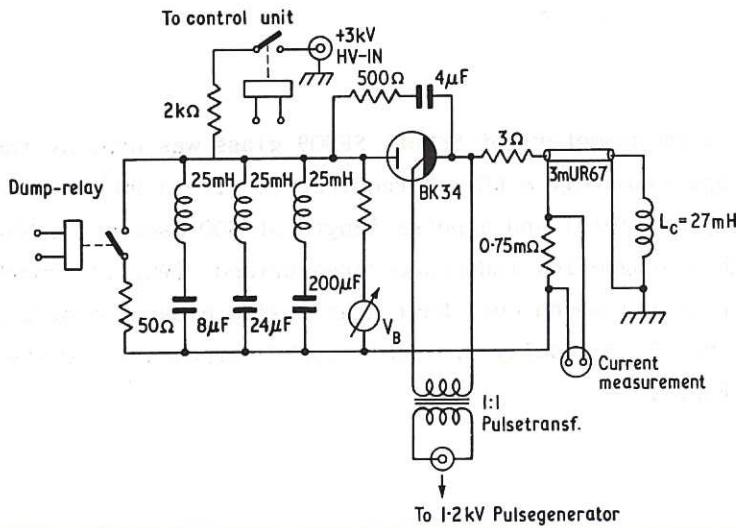 To control unit
+3kV
HV-IN
2kΩ
500Ω
4μF
3Ω
BK34
3mUR67
Dump-relay
25mH
25mH
25mH
0·75mΩ
L_C=27mH
50Ω
8μF
24μF
200μF
V_B
Current
measurement
1:1
Pulsetransf.
To 1·2kV Pulsegenerator